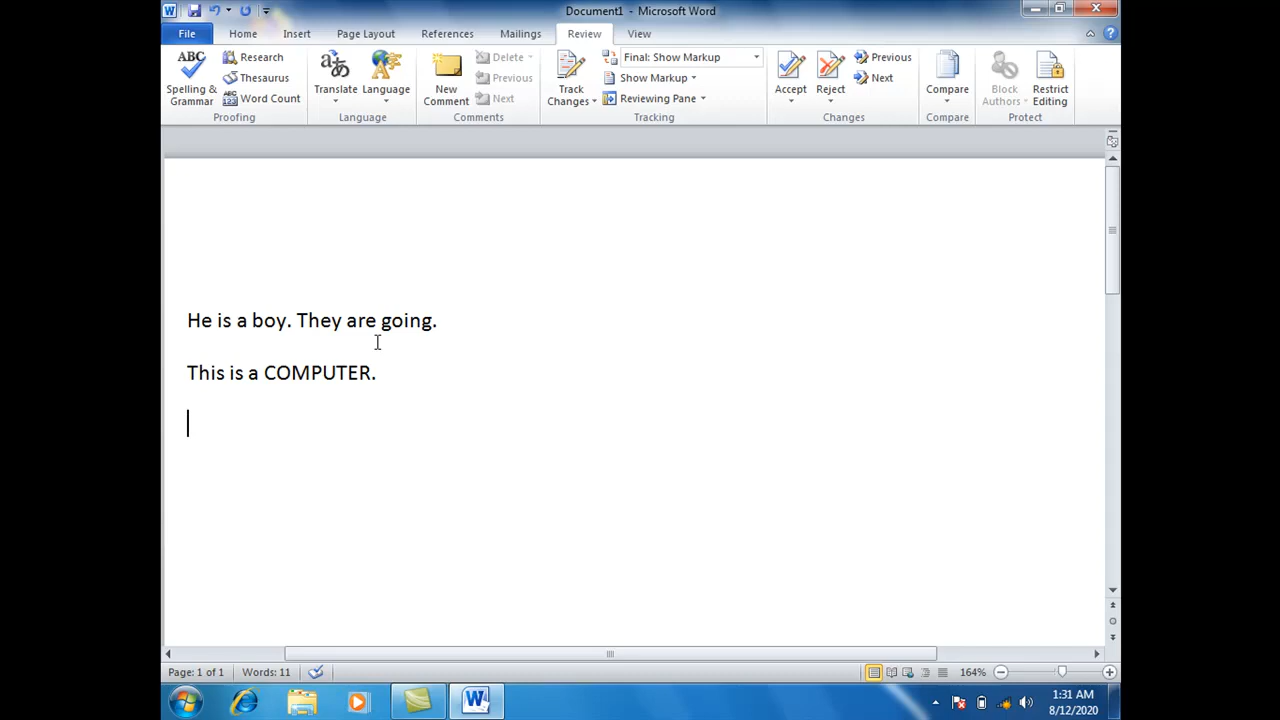 Document1 - Microsoft Word
File Home Insert Page Layout References Mailings Review View
ABC Spelling & Grammar
Research
Thesaurus
ABC 123 Word Count
Proofing
Translate
Language
Language
New Comment
Delete
Previous
Next
Comments
Track Changes
Final: Show Markup
Show Markup
Reviewing Pane
Tracking
Accept
Reject
Previous
Next
Changes
Compare
Compare
Block Authors
Restrict Editing
Protect
He is a boy. They are going.
This is a COMPUTER.
Page: 1 of 1 Words: 11 164%
1:31 AM
8/12/2020